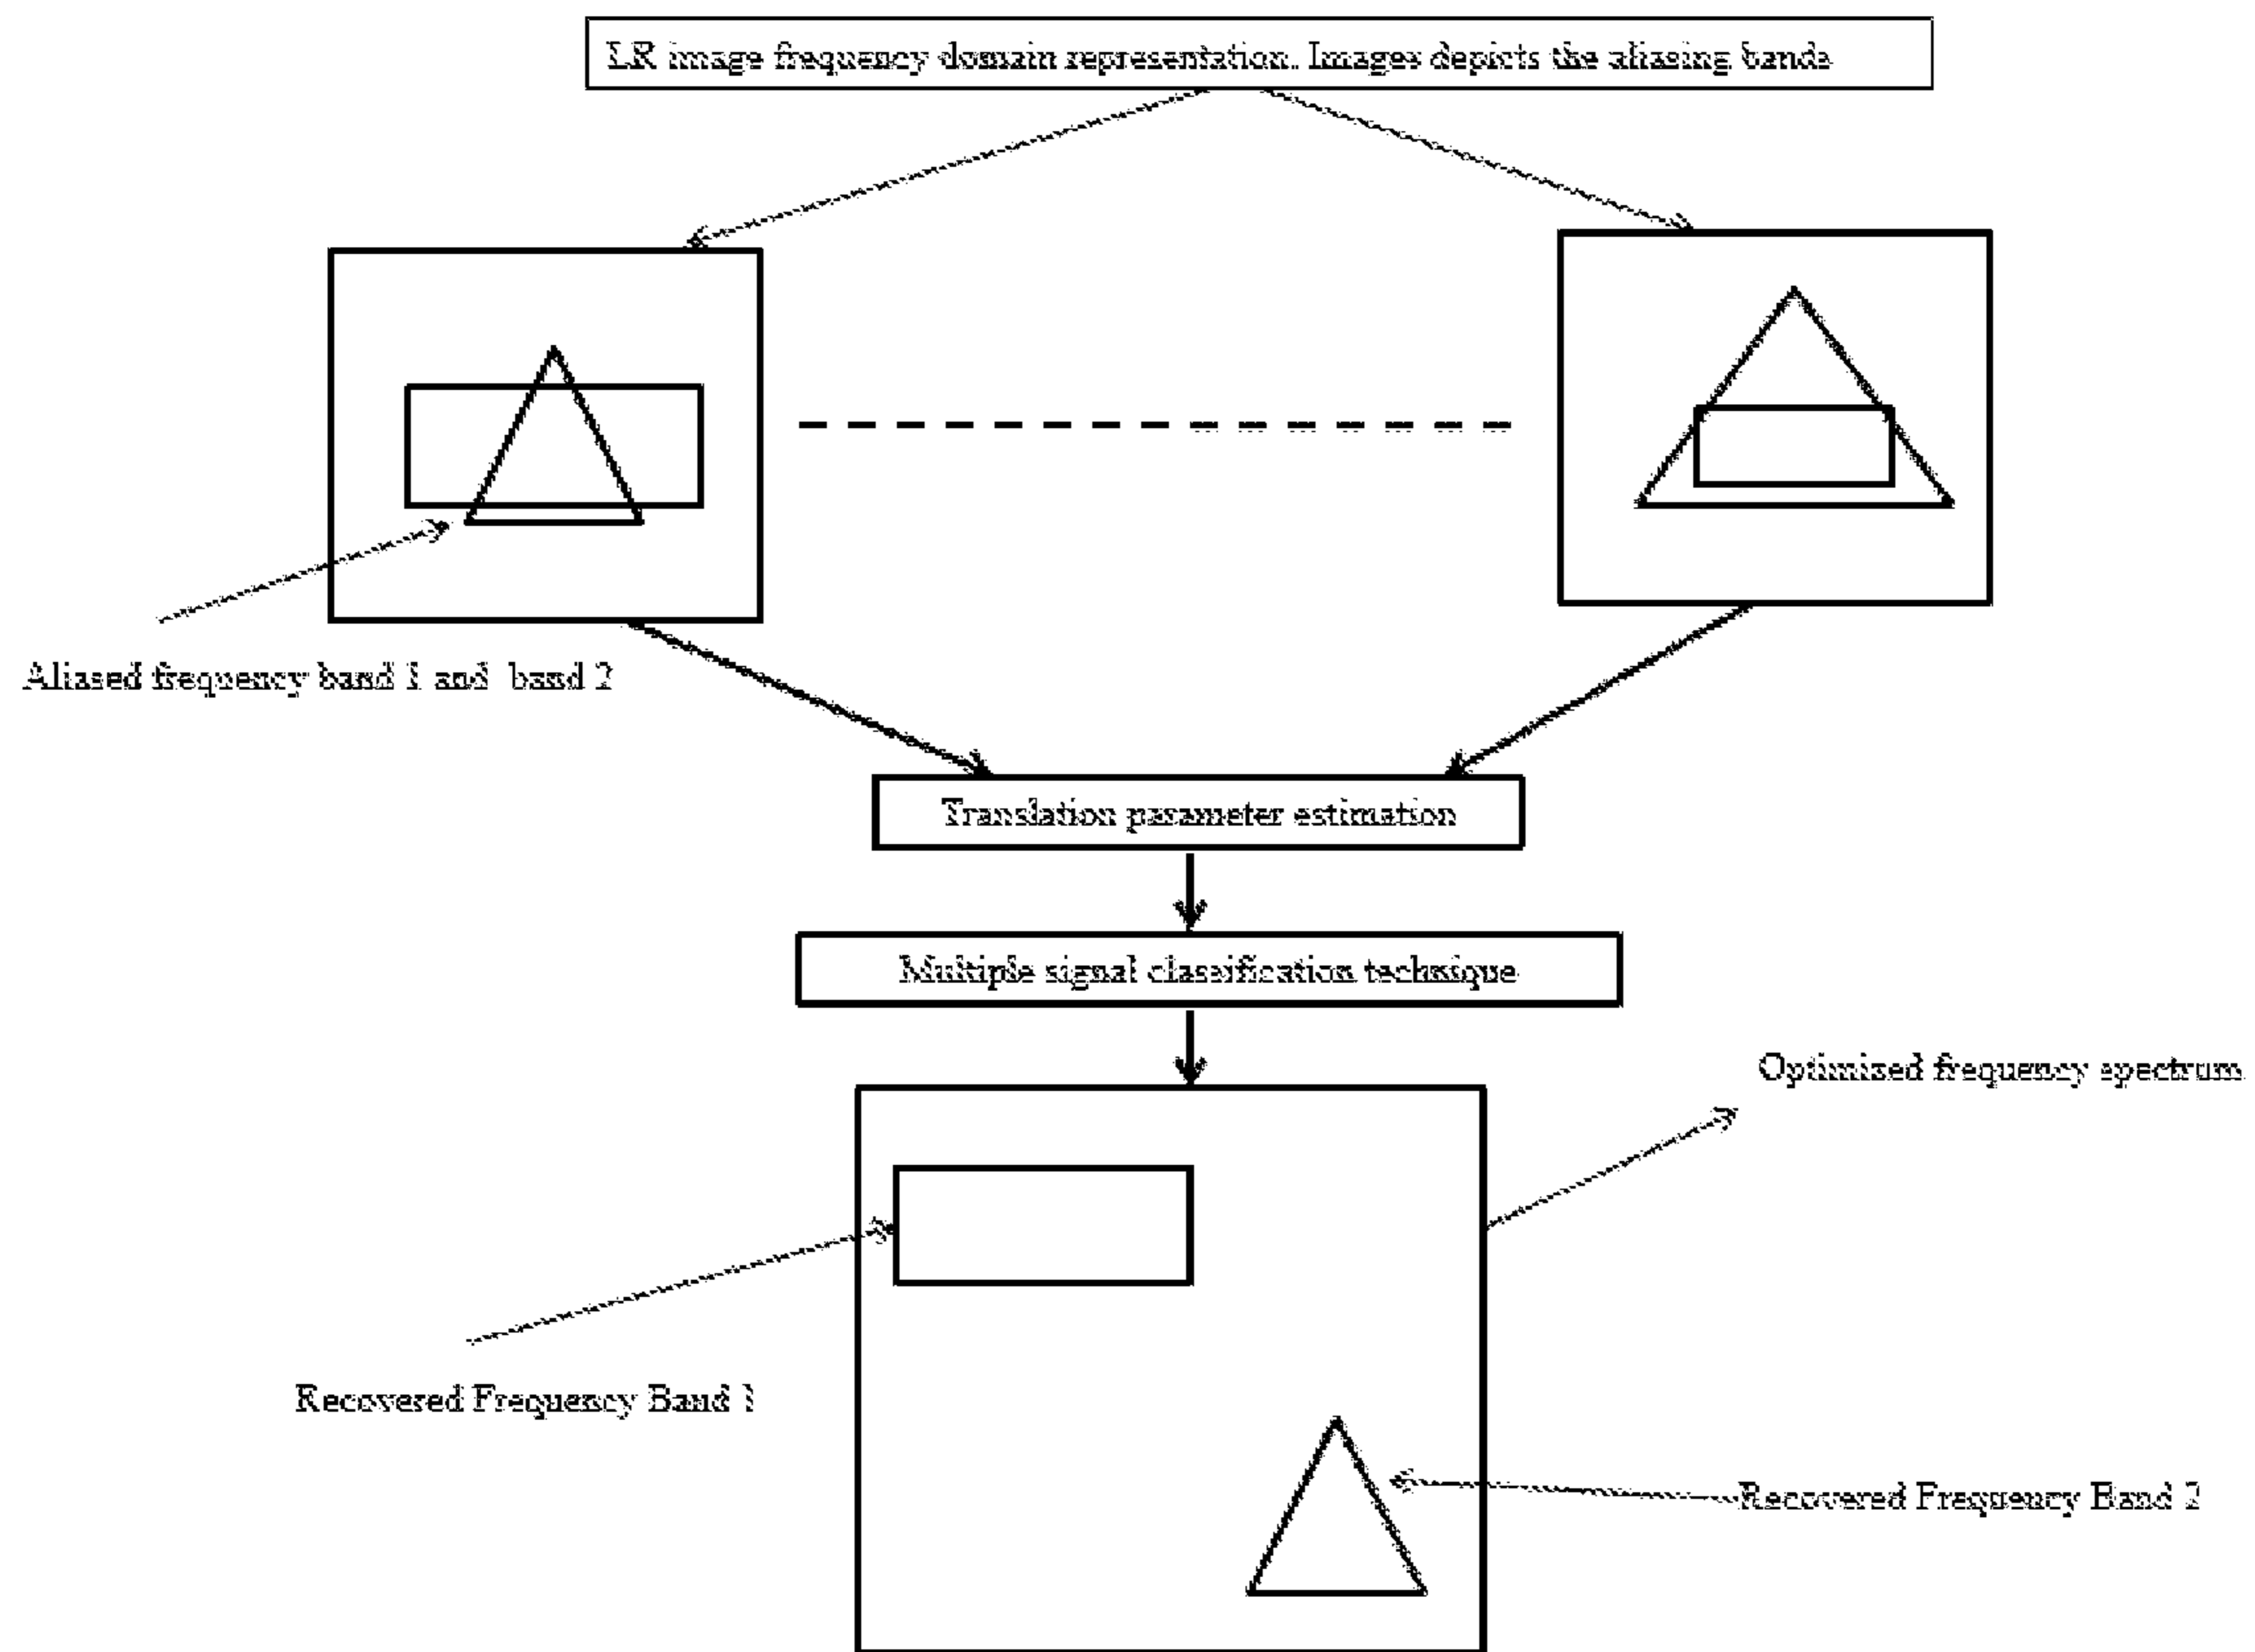 LR image frequency domain representation. Images depicts the aliasing bands
Aliased frequency band 1 and band 2
Translation parameter estimation
Multiple signal classification technique
Optimized frequency spectrum
Recovered Frequency Band 1
Recovered Frequency Band 2